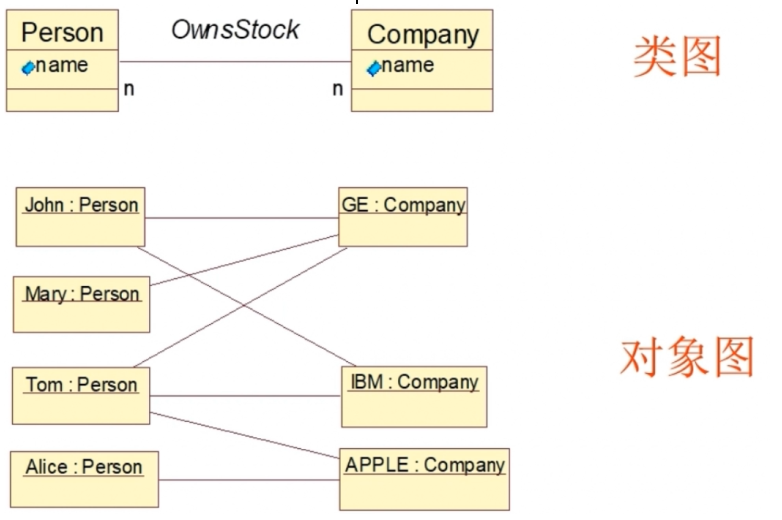 Person
name
OwnsStock
n
n
Company
name
类图
John : Person
GE : Company
Mary : Person
Tom : Person
IBM : Company
对象图
Alice : Person
APPLE : Company